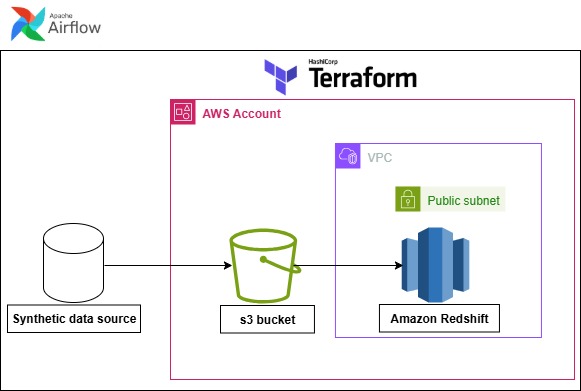 Apache
Airflow
HashiCorp
Terraform
AWS Account
VPC
Public subnet
Synthetic data source
s3 bucket
Amazon Redshift